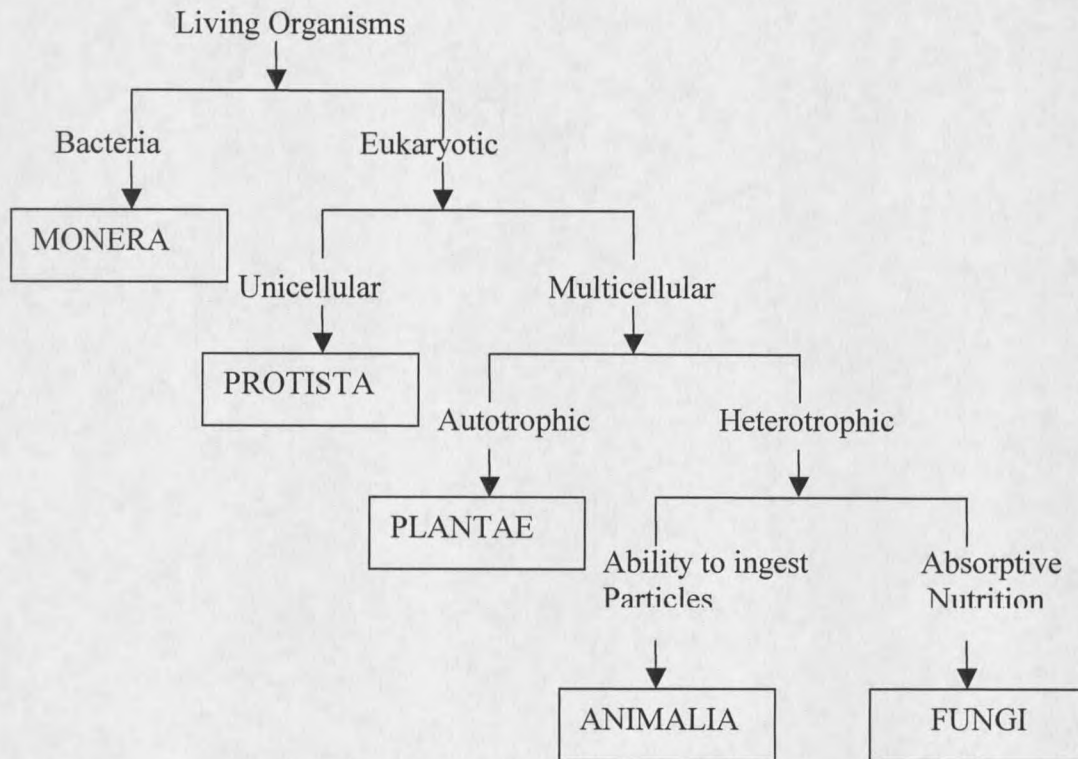 Living Organisms
Bacteria
Eukaryotic
MONERA
Unicellular
Multicellular
PROTISTA
Autotrophic
Heterotrophic
PLANTAE
Ability to ingest
Particles
Absorptive
Nutrition
ANIMALIA
FUNGI